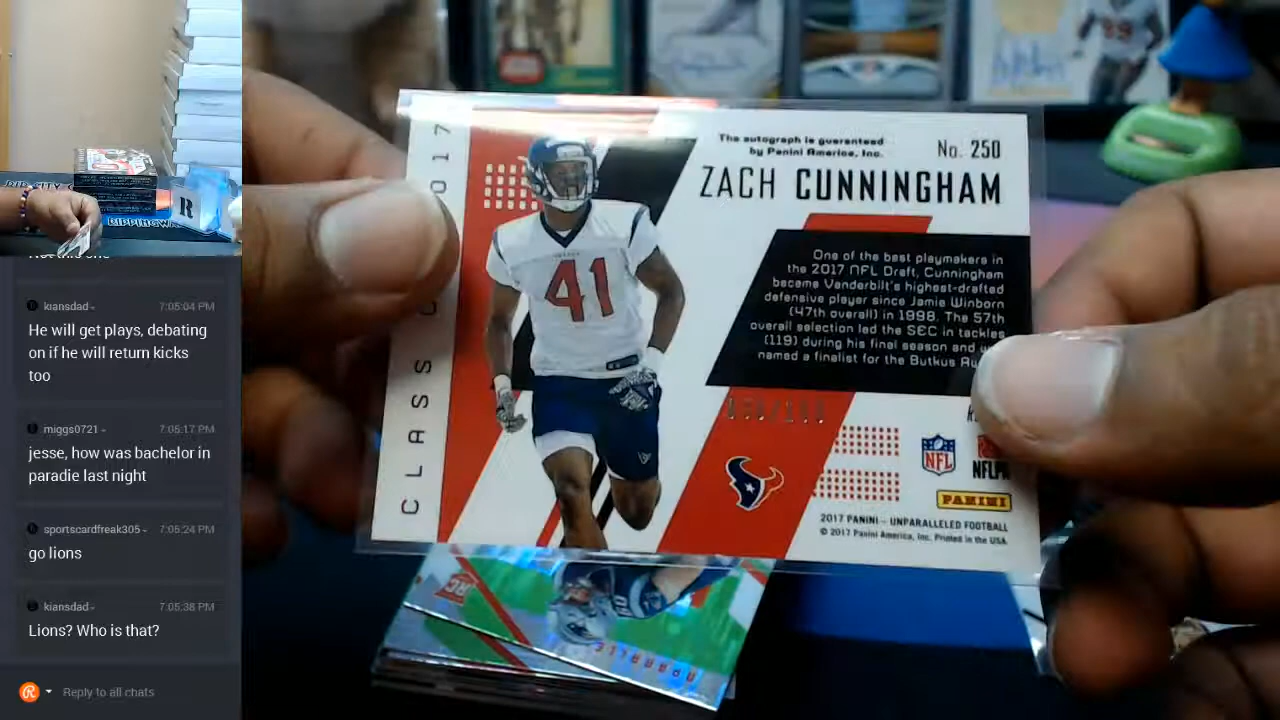 kiansdad
7:05:04 PM
He will get plays, debating
on if he will return kicks
too
miggs0721
7:05:17 PM
jesse, how was bachelor in
paradie last night
sportscardfreak305
7:05:24 PM
go lions
kiansdad
7:05:38 PM
Lions? Who is that?
Reply to all chats
R
CLASS
017
The autograph is guaranteed
by Panini America, Inc.
No. 250
ZACH CUNNINGHAM
41
One of the best playmakers in
the 2017 NFL Draft, Cunningham
became Vanderbilt's highest-drafted
defensive player since Jamie Winborn
(47th overall) in 1998. The 57th
overall selection led the SEC in tackles
(119) during his final season and
named a finalist for the Butkus
NFL
NFL
PANINI
2017 PANINI – UNPARALLELED FOOTBALL
© 2017 Panini America, Inc. Printed in the USA.
RC
99